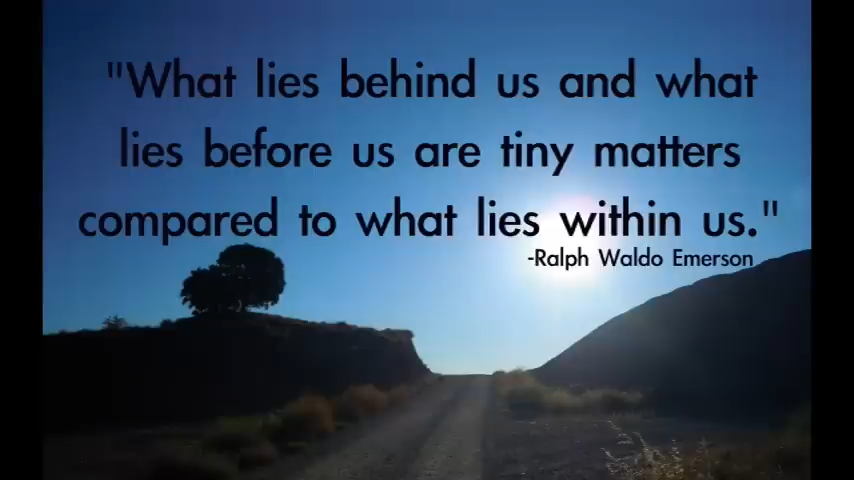 "What lies behind us and what
lies before us are tiny matters
compared to what lies within us."
-Ralph Waldo Emerson